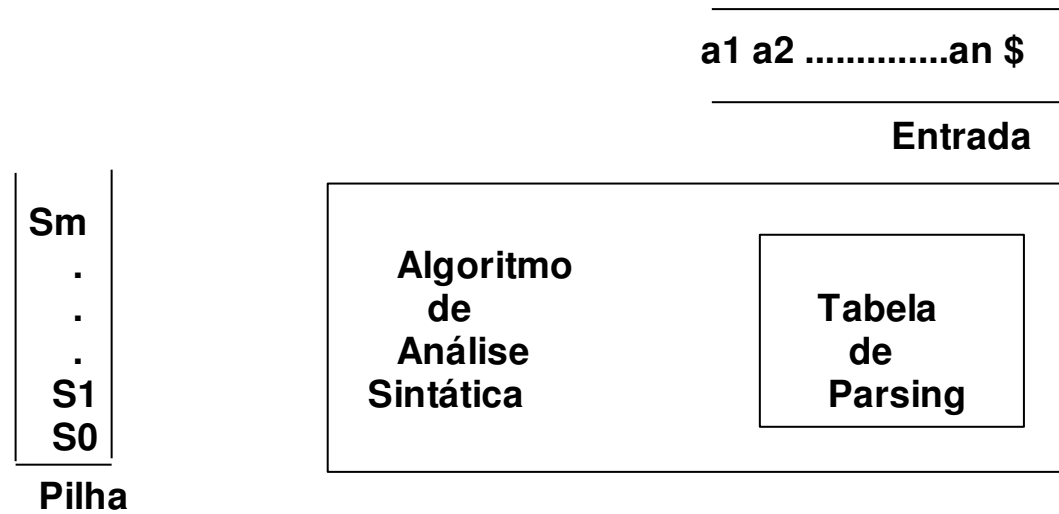 a1 a2 ..............an $
Entrada
Sm
.
.
.
S1
S0
Pilha
Algoritmo
de
Análise
Sintática
Tabela
de
Parsing